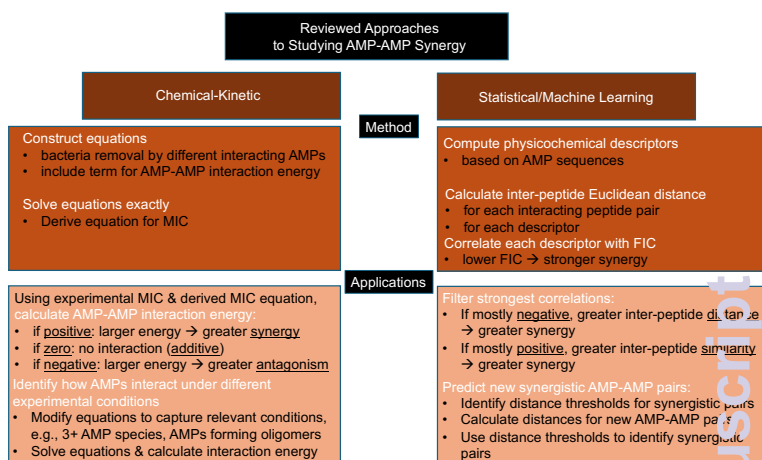 Reviewed Approaches
to Studying AMP-AMP Synergy
Chemical-Kinetic
Statistical/Machine Learning
Method
Construct equations
• bacteria removal by different interacting AMPs
• include term for AMP-AMP interaction energy
Solve equations exactly
• Derive equation for MIC
Compute physicochemical descriptors
• based on AMP sequences
Calculate inter-peptide Euclidean distance
• for each interacting peptide pair
• for each descriptor
Correlate each descriptor with FIC
• lower FIC → stronger synergy
Applications
Using experimental MIC & derived MIC equation,
calculate AMP-AMP interaction energy:
• if positive: larger energy → greater synergy
• if zero: no interaction (additive)
• if negative: larger energy → greater antagonism
Identify how AMPs interact under different
experimental conditions
• Modify equations to capture relevant conditions,
e.g., 3+ AMP species, AMPs forming oligomers
• Solve equations & calculate interaction energy
Filter strongest correlations:
• If mostly negative, greater inter-peptide distance
→ greater synergy
• If mostly positive, greater inter-peptide similarity
→ greater synergy
Predict new synergistic AMP-AMP pairs:
• Identify distance thresholds for synergistic pairs
• Calculate distances for new AMP-AMP pairs
• Use distance thresholds to identify synergistic
pairs
uscript